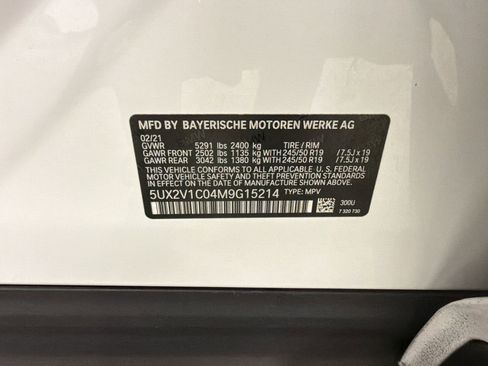 MFD BY BAYERISCHE MOTOREN WERKE AG
02/21
GVWR 5291 lbs 2400 kg TIRE / RIM
GAWR FRONT 2502 lbs 1135 kg WITH 245/50 R19 / 7.5J x 19
GAWR REAR 3042 lbs 1380 kg WITH 245/50 R19 / 7.5J x 19
THIS VEHICLE CONFORMS TO ALL APPLICABLE U.S. FEDERAL
MOTOR VEHICLE SAFETY, BUMPER, AND THEFT PREVENTION
STANDARDS IN EFFECT ON THE DATE OF MANUFACTURE SHOWN ABOVE.
5UX2V1C04M9G15214 TYPE: MPV
300U
7 320 730